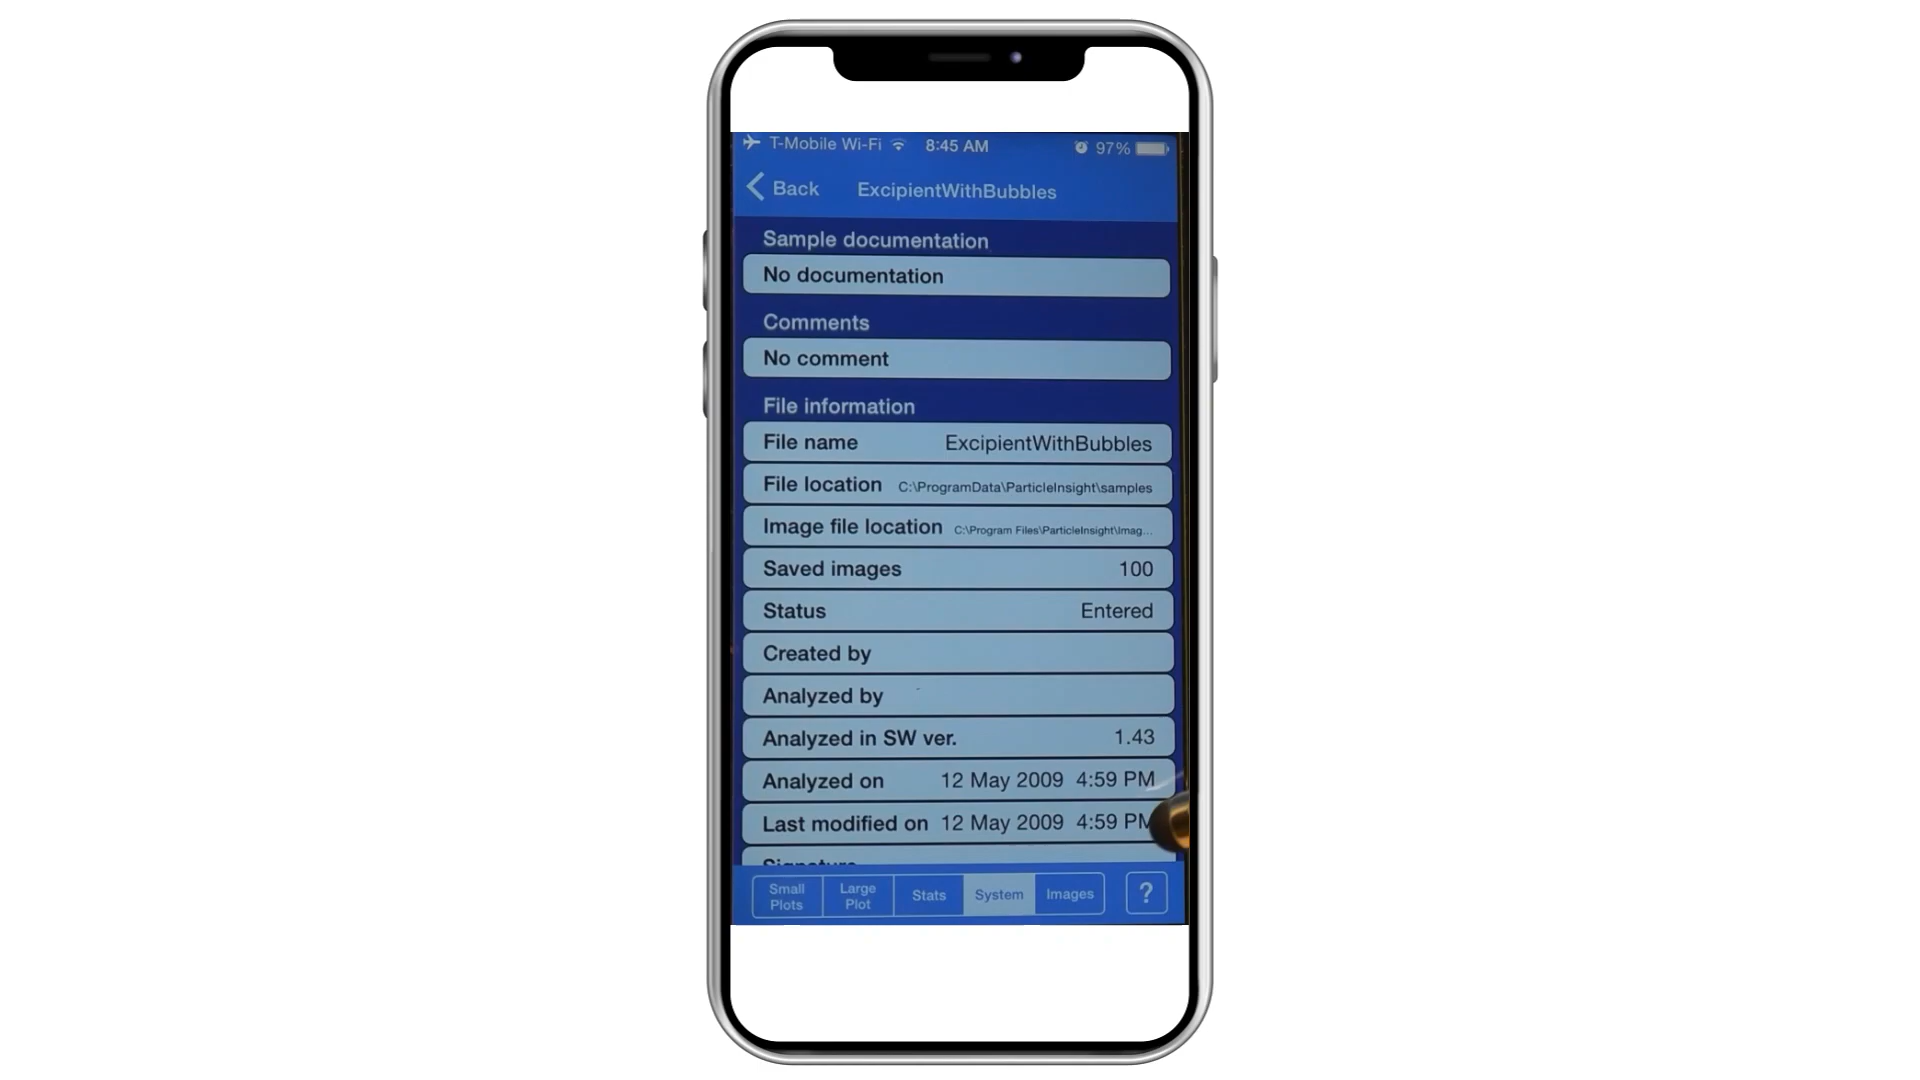 T-Mobile Wi-Fi 8:45 AM 97%
Back ExcipientWithBubbles
Sample documentation
No documentation
Comments
No comment
File information
File name ExcipientWithBubbles
File location C:\ProgramData\ParticleInsight\samples
Image file location C:\Program Files\ParticleInsight\Imag...
Saved images 100
Status Entered
Created by
Analyzed by
Analyzed in SW ver. 1.43
Analyzed on 12 May 2009 4:59 PM
Last modified on 12 May 2009 4:59 PM
Signature
Small Plots Large Plot Stats System Images ?